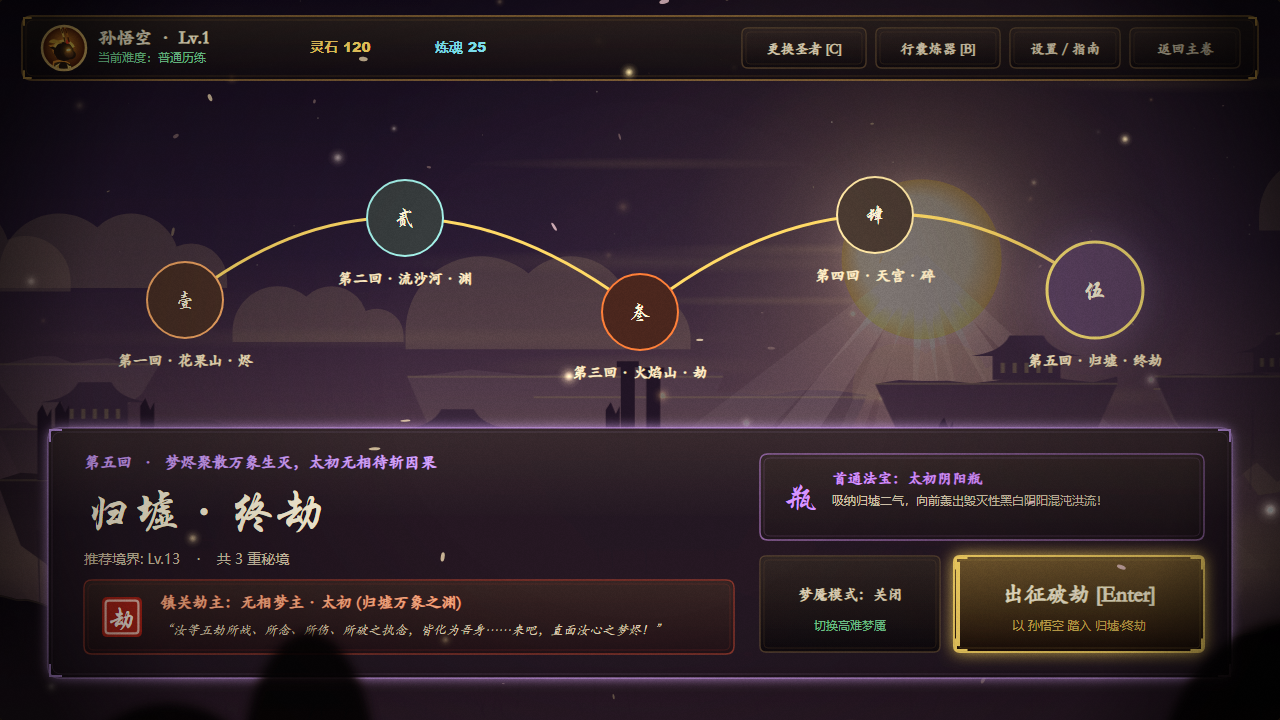 孙悟空 · Lv.1
当前难度：普通历练
灵石 120
炼魂 25
更换圣者 [C]
行囊炼器 [B]
设置 / 指南
返回主卷
壹
第一回 · 花果山 · 烬
贰
第二回 · 流沙河 · 渊
叁
第三回 · 火焰山 · 劫
肆
第四回 · 天宫 · 碎
伍
第五回 · 归墟 · 终劫
第五回 · 梦烬聚散万象生灭，太初无相待斩因果
归墟 · 终劫
推荐境界: Lv.13 · 共 3 重秘境
劫
镇关劫主：无相梦主 · 太初 (归墟万象之渊)
“汝等五劫所战、所念、所伤、所破之执念，皆化为吾身……来吧，直面汝心之梦烬！”
瓶
首通法宝：太初阴阳瓶
吸纳归墟二气，向前轰出毁灭性黑白阴阳混沌洪流！
梦魇模式：关闭
切换高难梦魇
出征破劫 [Enter]
以 孙悟空 踏入 归墟·终劫